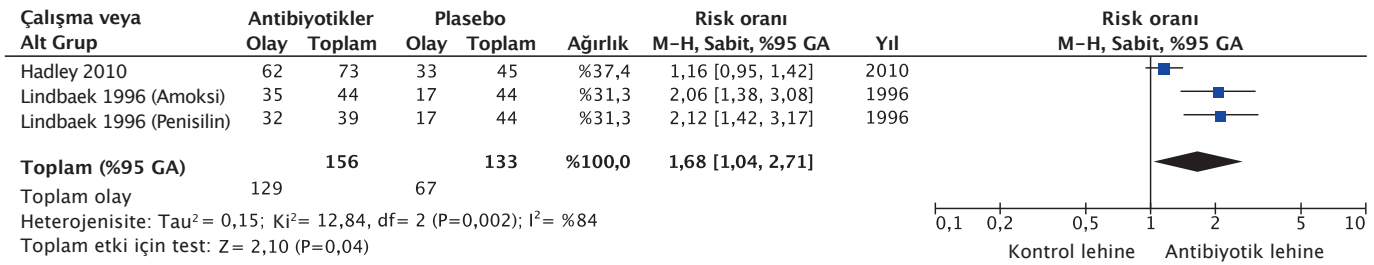 Çalışma veya Antibiyotikler Plasebo Risk oranı Risk oranı
Alt Grup Olay Toplam Olay Toplam Ağırlık M-H, Sabit, %95 GA Yıl M-H, Sabit, %95 GA
Hadley 2010 62 73 33 45 %37,4 1,16 [0,95, 1,42] 2010
Lindbaek 1996 (Amoksi) 35 44 17 44 %31,3 2,06 [1,38, 3,08] 1996
Lindbaek 1996 (Penisilin) 32 39 17 44 %31,3 2,12 [1,42, 3,17] 1996
Toplam (%95 GA) 156 133 %100,0 1,68 [1,04, 2,71]
Toplam olay 129 67
Heterojenisite: Tau² = 0,15; Ki² = 12,84, df= 2 (P=0,002); I² = %84
Toplam etki için test: Z= 2,10 (P=0,04)
0,1 0,2 0,5 1 2 5 10
Kontrol lehine Antibiyotik lehine